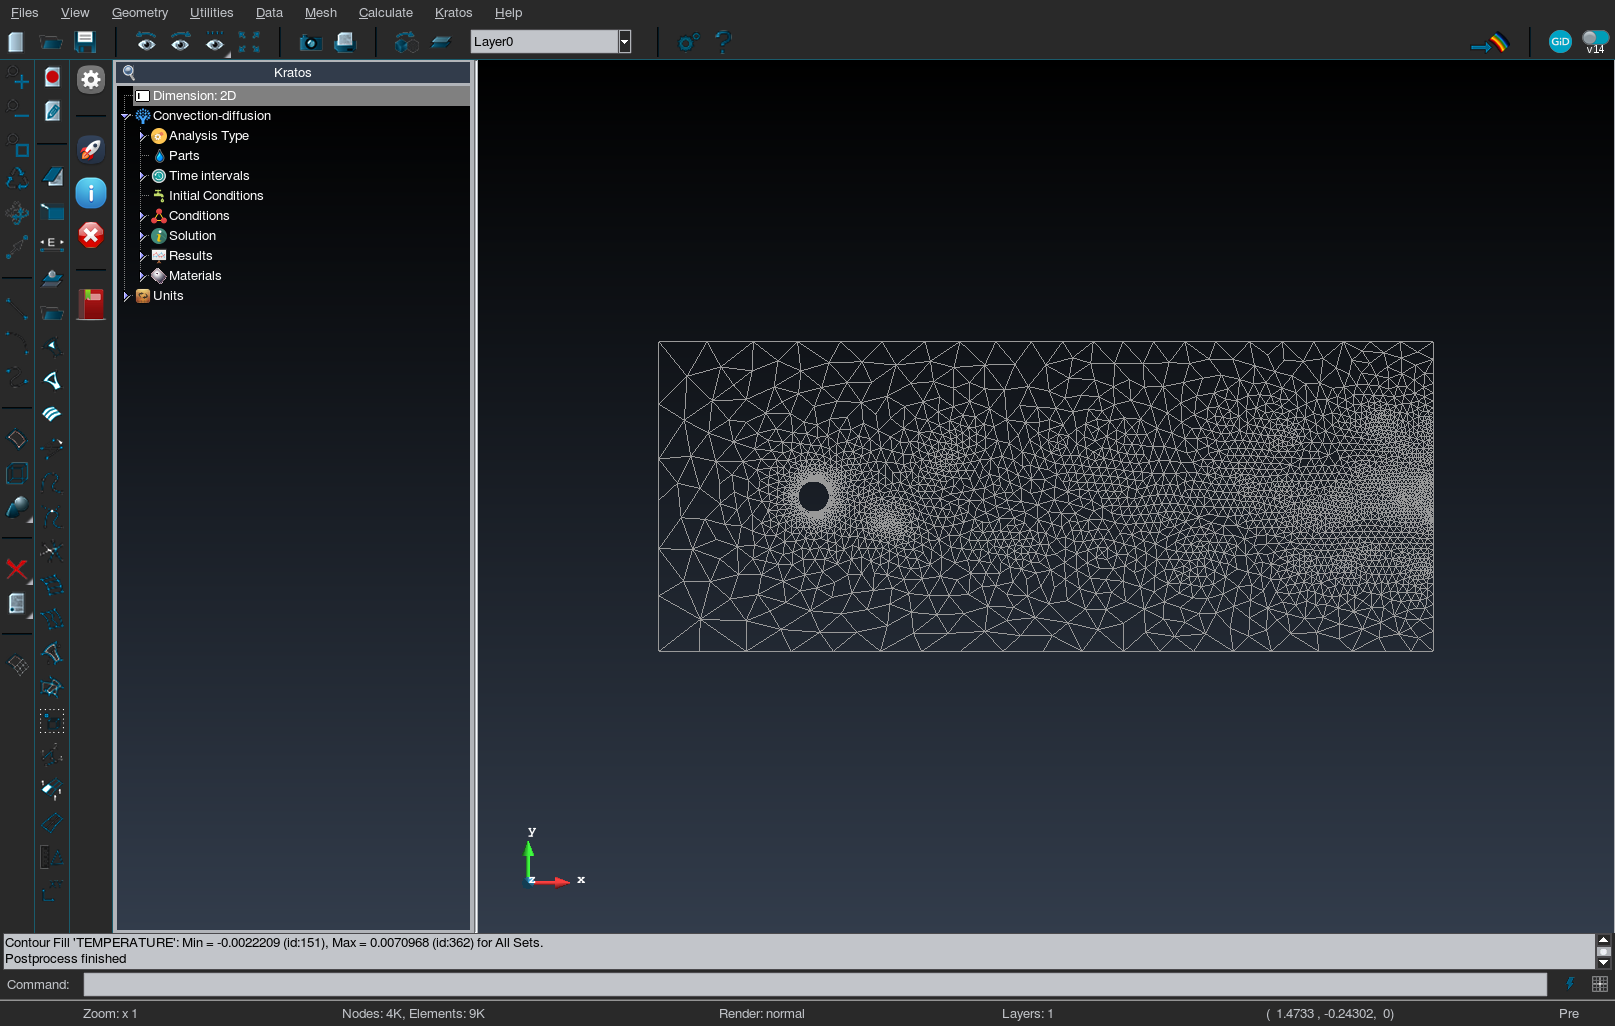 Files View Geometry Utilities Data Mesh Calculate Kratos Help
Layer0
GiD
v14
Kratos
Dimension: 2D
Convection-diffusion
Analysis Type
Parts
Time intervals
Initial Conditions
Conditions
Solution
Results
Materials
Units
E
y
z x
Contour Fill 'TEMPERATURE': Min = -0.0022209 (id:151), Max = 0.0070968 (id:362) for All Sets.
Postprocess finished
Command:
Zoom: x 1 Nodes: 4K, Elements: 9K Render: normal Layers: 1 ( 1.4733 , -0.24302, 0) Pre